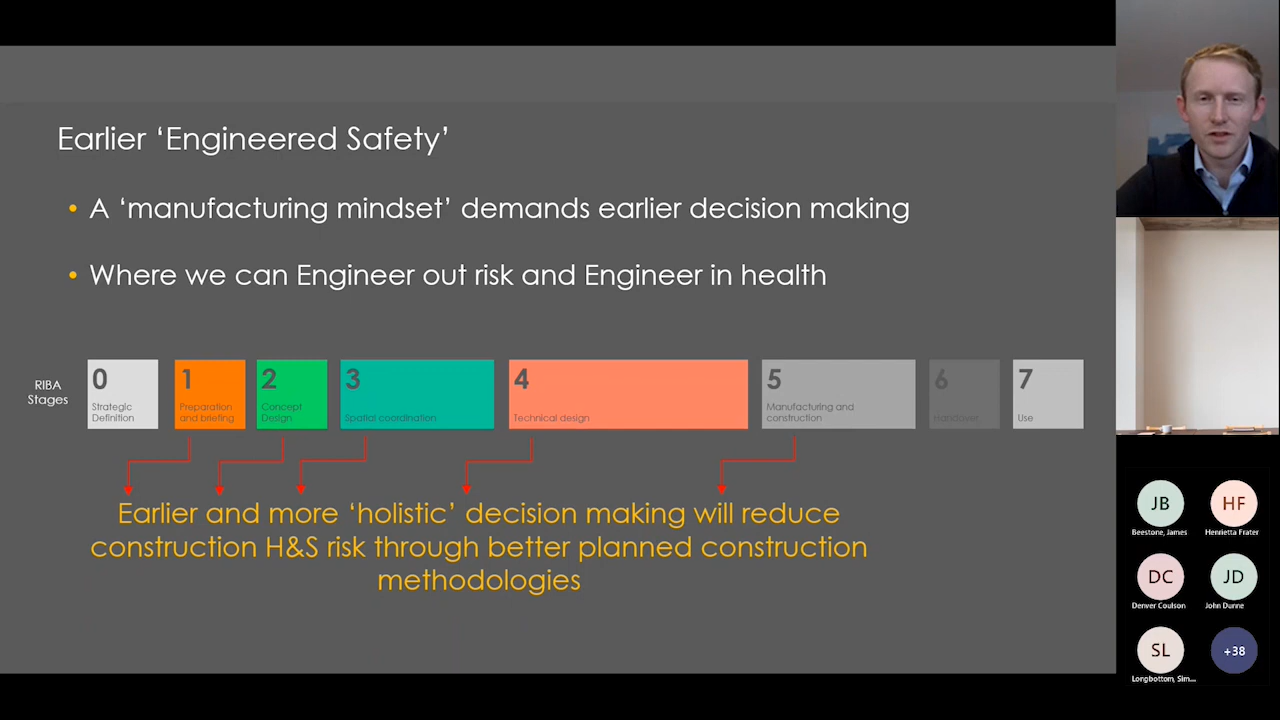 Earlier ‘Engineered Safety’
• A ‘manufacturing mindset’ demands earlier decision making
• Where we can Engineer out risk and Engineer in health
RIBA
Stages
0
Strategic
Definition
1
Preparation
and briefing
2
Concept
Design
3
Spatial coordination
4
Technical design
5
Manufacturing and
construction
6
Handover
7
Use
Earlier and more ‘holistic’ decision making will reduce
construction H&S risk through better planned construction
methodologies
JB
Beestone, James
HF
Henrietta Frater
DC
Denver Coulson
JD
John Dunne
SL
Longbottom, Sim...
+38